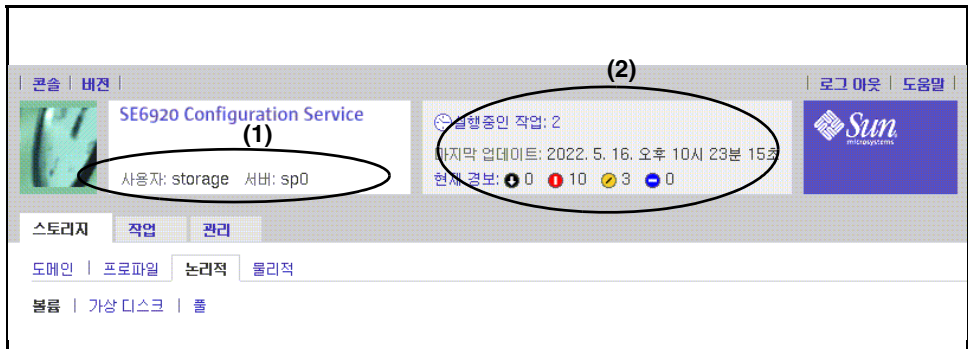 콘솔 | 버젼 |
(2)
로그 아웃 | 도움말 |
SE6920 Configuration Service
(1)
사용자: storage 서버: sp0
실행중인 작업: 2
마지막 업데이트: 2022. 5. 16. 오후 10시 23분 15초
현재 경보: 0 10 3 0
Sun
microsystems
스토리지 작업 관리
도메인 | 프로파일 논리적 물리적
볼륨 | 가상 디스크 | 풀